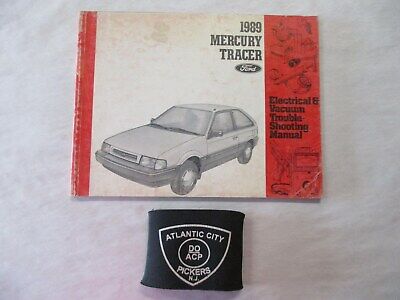 1989
MERCURY
TRACER
Ford
Electrical &
Vacuum
Trouble-
Shooting
Manual
ATLANTIC CITY
DO
ACP
PICKERS
N.J.